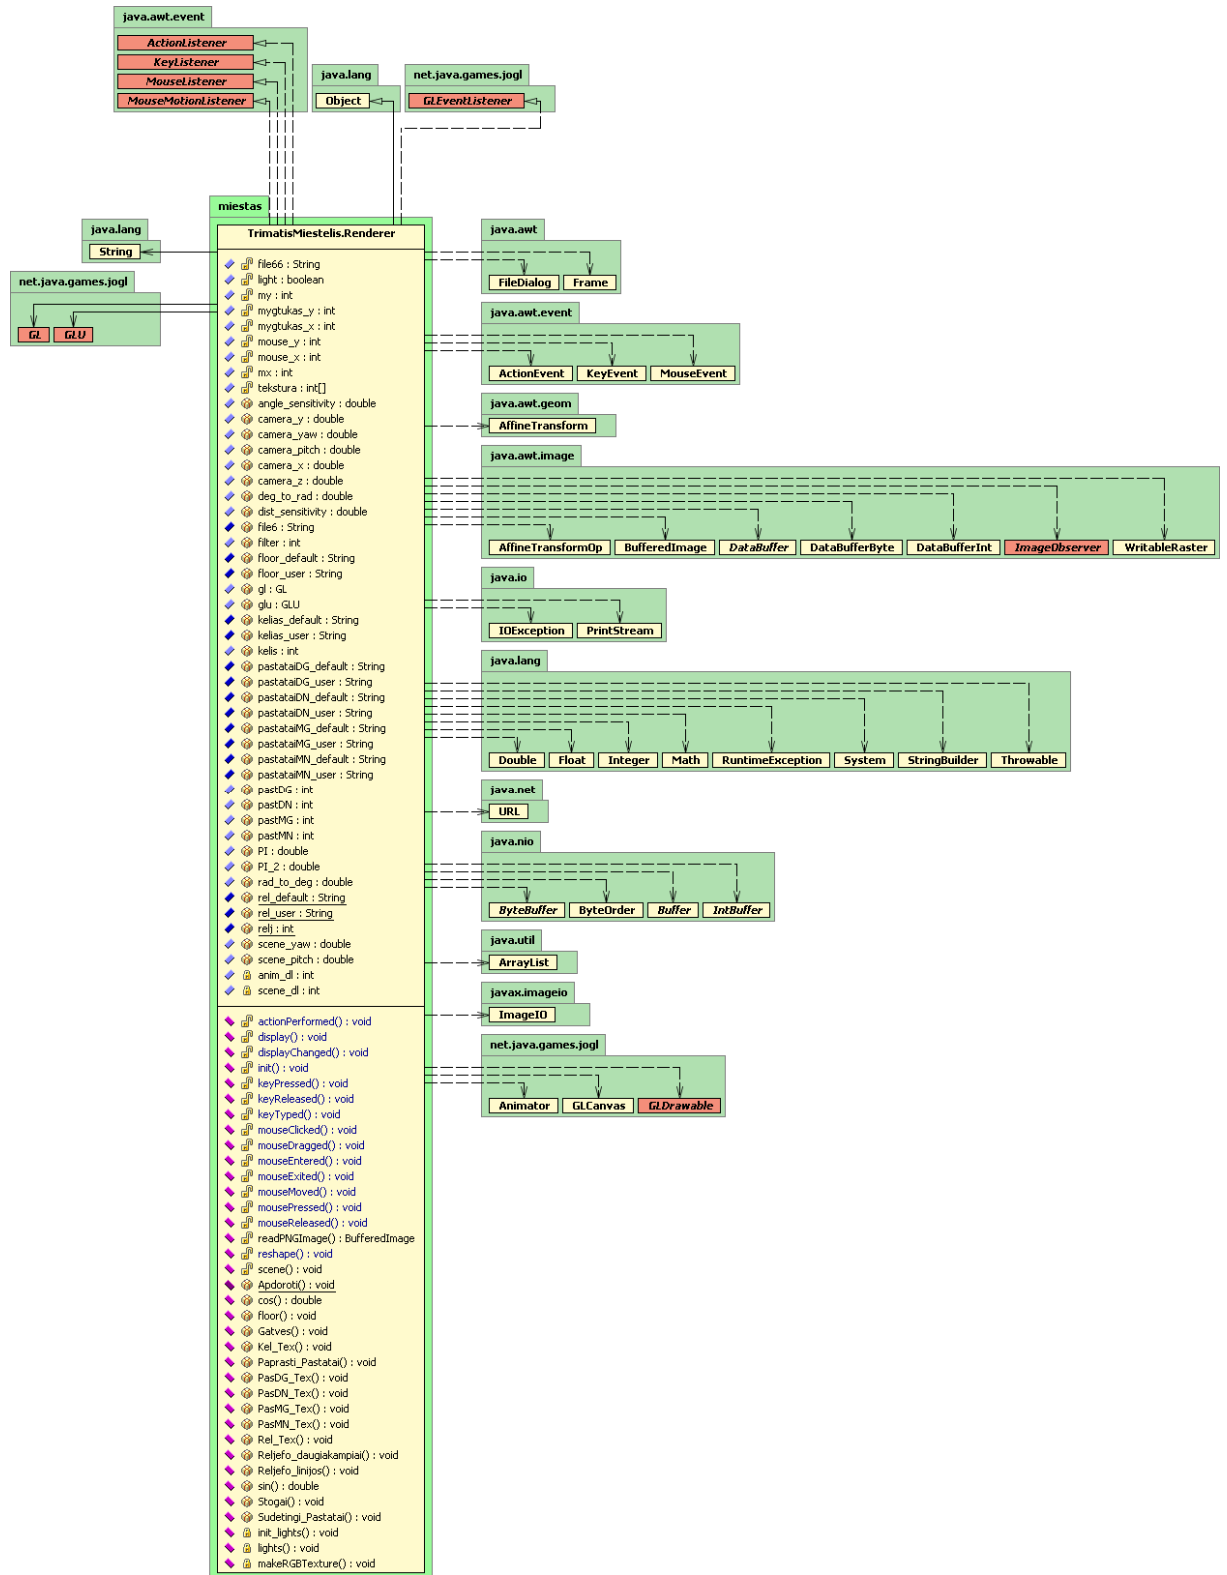 java.awt.event
ActionListener
KeyListener
MouseListener
MouseMotionListener
java.lang
Object
net.java.games.jogl
GLEventListener
miestas
TrimatisMiestelis.Renderer
java.lang
String
net.java.games.jogl
GL GLU
file66 : String
light : boolean
my : int
mygtukas_y : int
mygtukas_x : int
mouse_y : int
mouse_x : int
mx : int
tekstura : int[]
angle_sensitivity : double
camera_y : double
camera_yaw : double
camera_pitch : double
camera_x : double
camera_z : double
deg_to_rad : double
dist_sensitivity : double
file6 : String
filter : int
floor_default : String
floor_user : String
gl : GL
glu : GLU
kelias_default : String
kelias_user : String
kelis : int
pastataiDG_default : String
pastataiDG_user : String
pastataiDN_default : String
pastataiDN_user : String
pastataiMG_default : String
pastataiMG_user : String
pastataiMN_default : String
pastataiMN_user : String
pastDG : int
pastDN : int
pastMG : int
pastMN : int
PI : double
PI_2 : double
rad_to_deg : double
rel_default : String
rel_user : String
relj : int
scene_yaw : double
scene_pitch : double
anim_dl : int
scene_dl : int
actionPerformed() : void
display() : void
displayChanged() : void
init() : void
keyPressed() : void
keyReleased() : void
keyTyped() : void
mouseClicked() : void
mouseDragged() : void
mouseEntered() : void
mouseExited() : void
mouseMoved() : void
mousePressed() : void
mouseReleased() : void
readPNGImage() : BufferedImage
reshape() : void
scene() : void
Apdoroti() : void
cos() : double
floor() : void
Gatves() : void
Kel_Tex() : void
Paprasti_Pastatai() : void
PasDG_Tex() : void
PasDN_Tex() : void
PasMG_Tex() : void
PasMN_Tex() : void
Rel_Tex() : void
Reljefo_daugiakampiai() : void
Reljefo_linijos() : void
sin() : double
Stogai() : void
Sudetingi_Pastatai() : void
init_lights() : void
lights() : void
makeRGBTexture() : void
java.awt
FileDialog Frame
java.awt.event
ActionEvent KeyEvent MouseEvent
java.awt.geom
AffineTransform
java.awt.image
AffineTransformOp BufferedImage DataBuffer DataBufferByte DataBufferInt ImageObserver WritableRaster
java.io
IOException PrintStream
java.lang
Double Float Integer Math RuntimeException System StringBuilder Throwable
java.net
URL
java.nio
ByteBuffer ByteOrder Buffer IntBuffer
java.util
ArrayList
javax.imageio
ImageIO
net.java.games.jogl
Animator GLCanvas GLDrawable